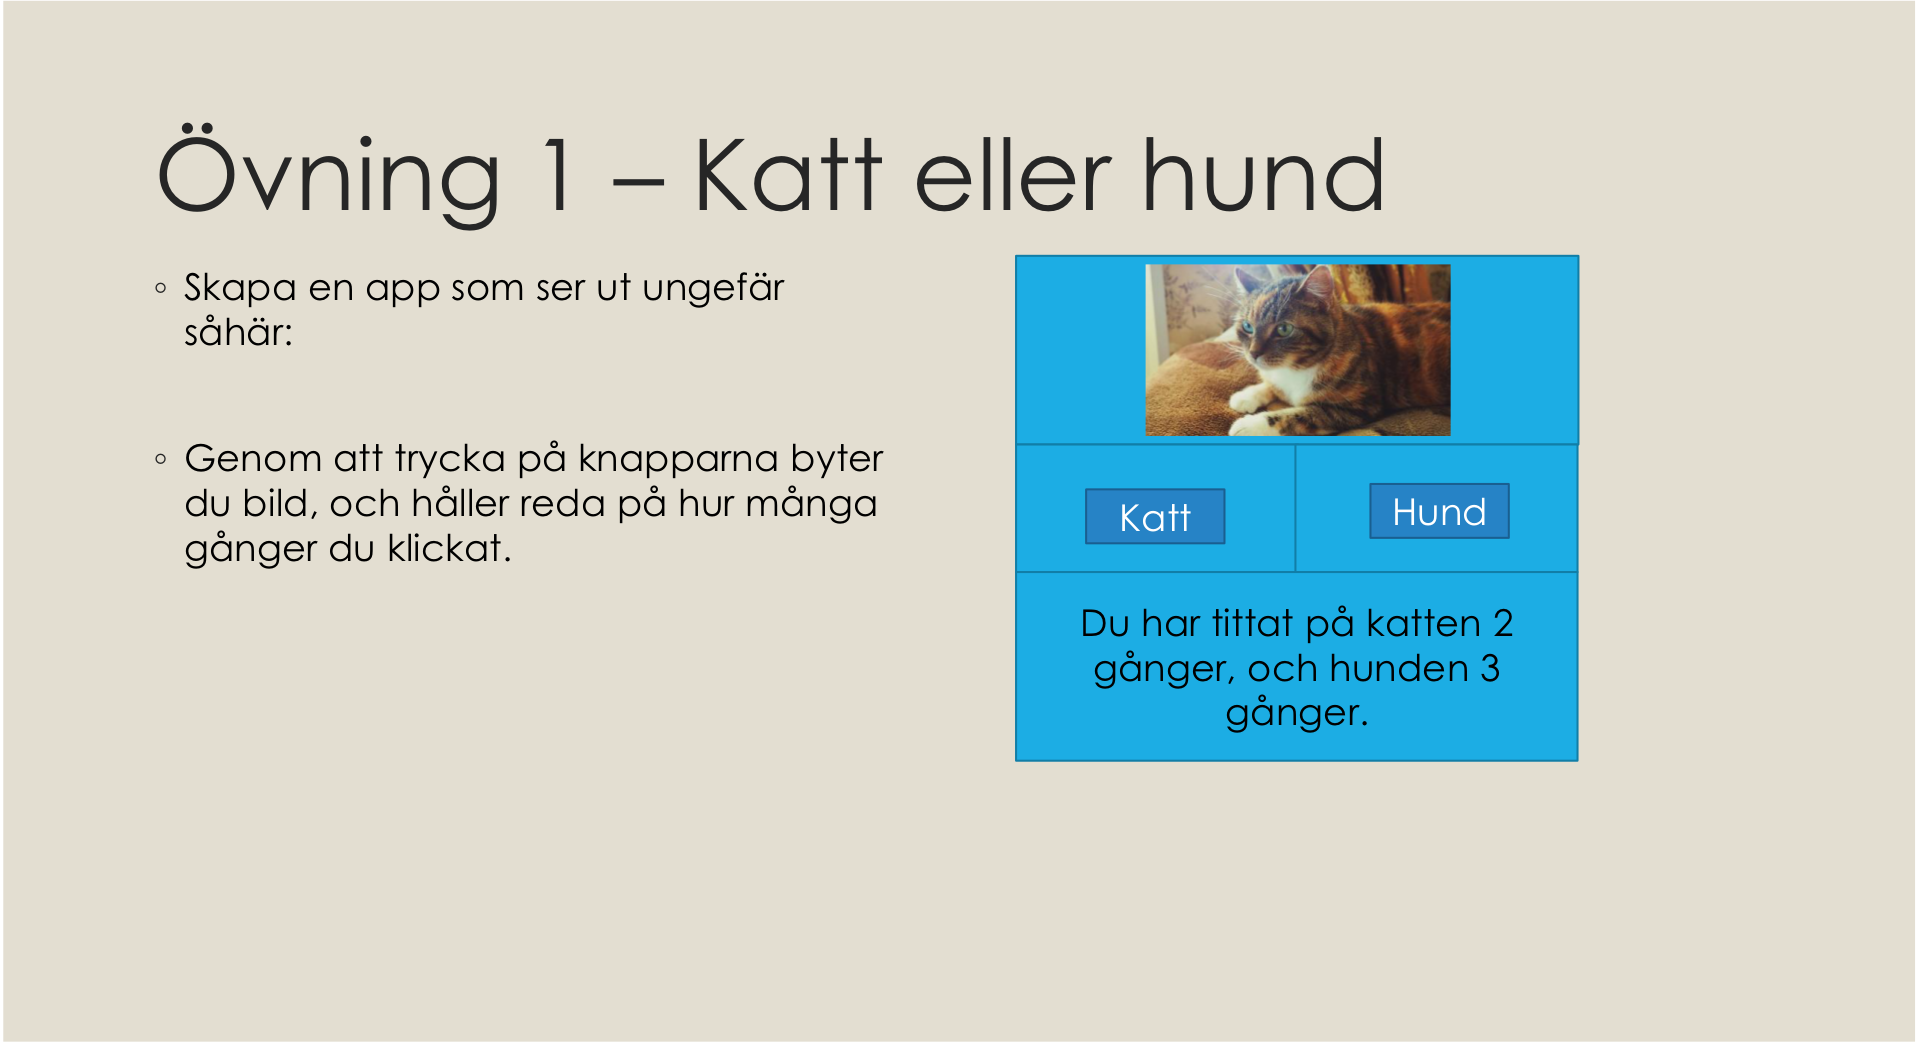 Övning 1 – Katt eller hund
◦ Skapa en app som ser ut ungefär
såhär:
◦ Genom att trycka på knapparna byter
du bild, och håller reda på hur många
gånger du klickat.
Katt
Hund
Du har tittat på katten 2
gånger, och hunden 3
gånger.